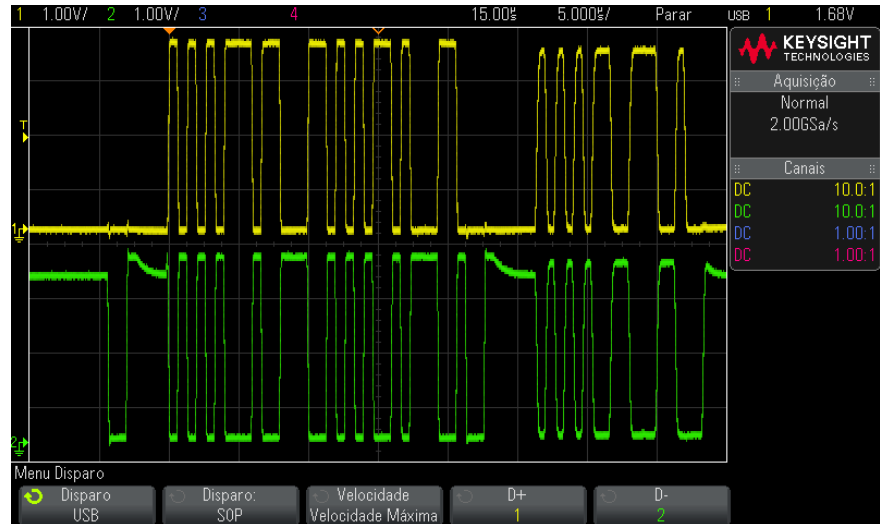 1 1.00V/ 2 1.00V/ 3 4 15.00% 5.000%/ Parar USB 1 1.68V
KEYSIGHT
TECHNOLOGIES
Aquisição
Normal
2.00GSa/s
Canais
DC 10.0:1
DC 10.0:1
DC 1.00:1
DC 1.00:1
T
1
2
Menu Disparo
Disparo
USB
Disparo:
SOP
Velocidade
Velocidade Máxima
D+
1
D-
2